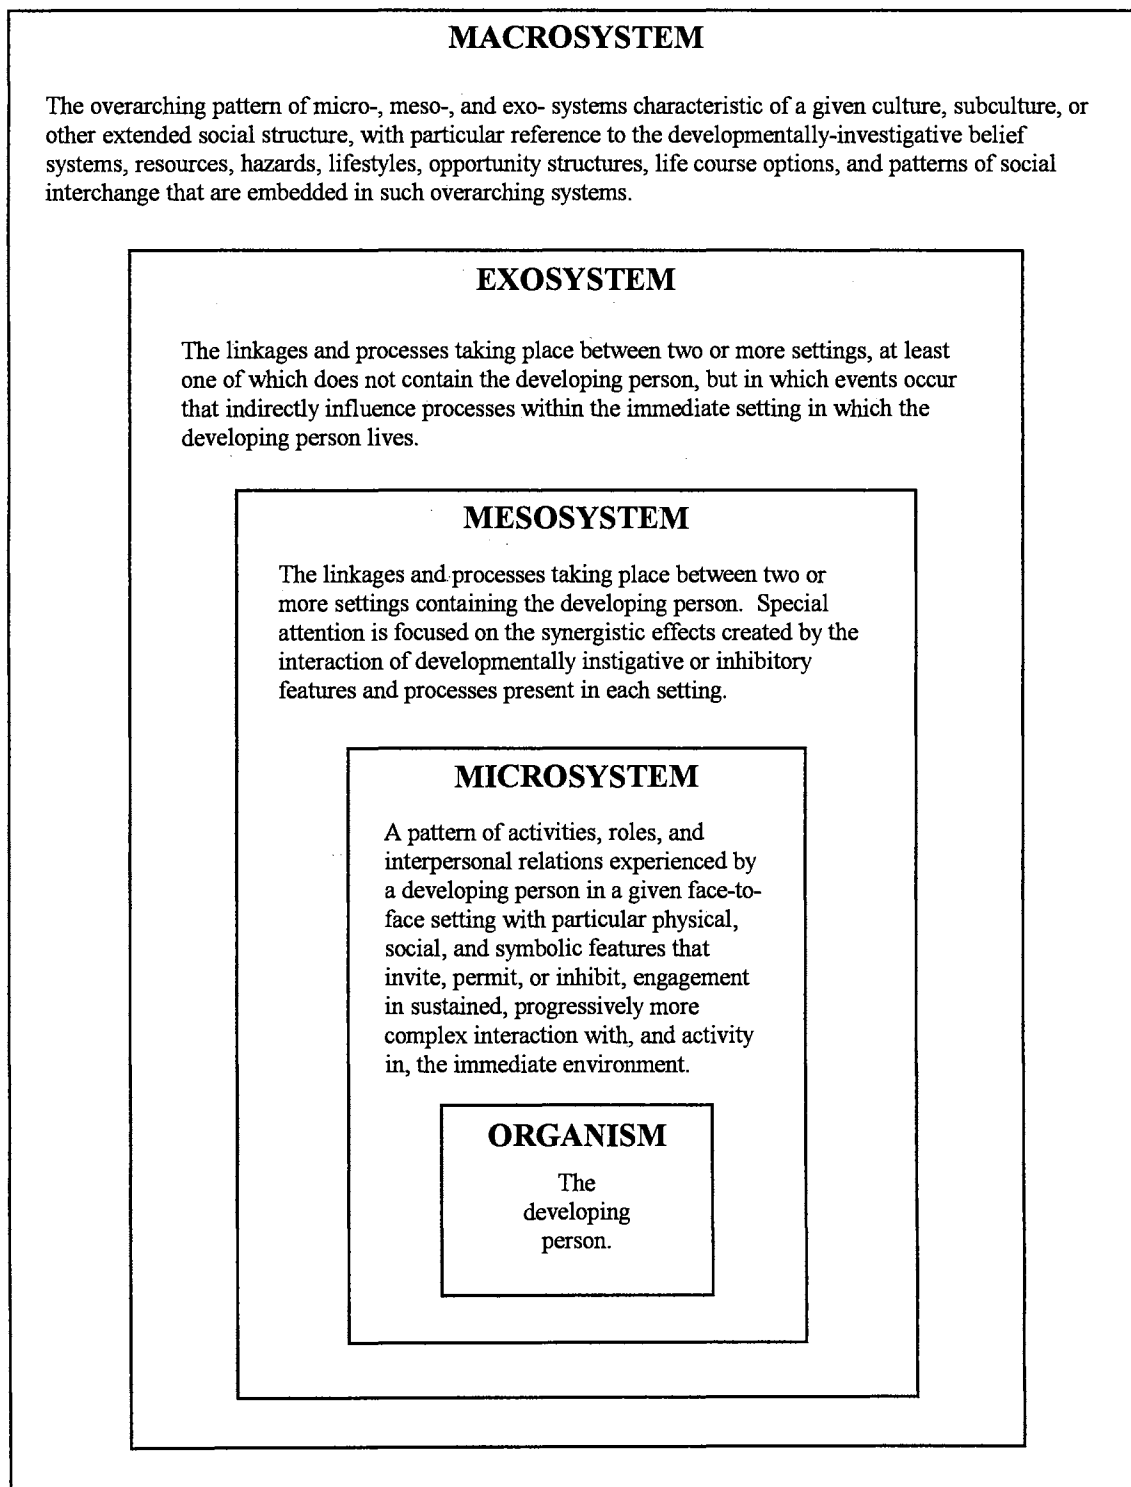 MACROSYSTEM
The overarching pattern of micro-, meso-, and exo- systems characteristic of a given culture, subculture, or
other extended social structure, with particular reference to the developmentally-investigative belief
systems, resources, hazards, lifestyles, opportunity structures, life course options, and patterns of social
interchange that are embedded in such overarching systems.
EXOSYSTEM
The linkages and processes taking place between two or more settings, at least
one of which does not contain the developing person, but in which events occur
that indirectly influence processes within the immediate setting in which the
developing person lives.
MESOSYSTEM
The linkages and processes taking place between two or
more settings containing the developing person.  Special
attention is focused on the synergistic effects created by the
interaction of developmentally instigative or inhibitory
features and processes present in each setting.
MICROSYSTEM
A pattern of activities, roles, and
interpersonal relations experienced by
a developing person in a given face-to-
face setting with particular physical,
social, and symbolic features that
invite, permit, or inhibit, engagement
in sustained, progressively more
complex interaction with, and activity
in, the immediate environment.
ORGANISM
The
developing
person.